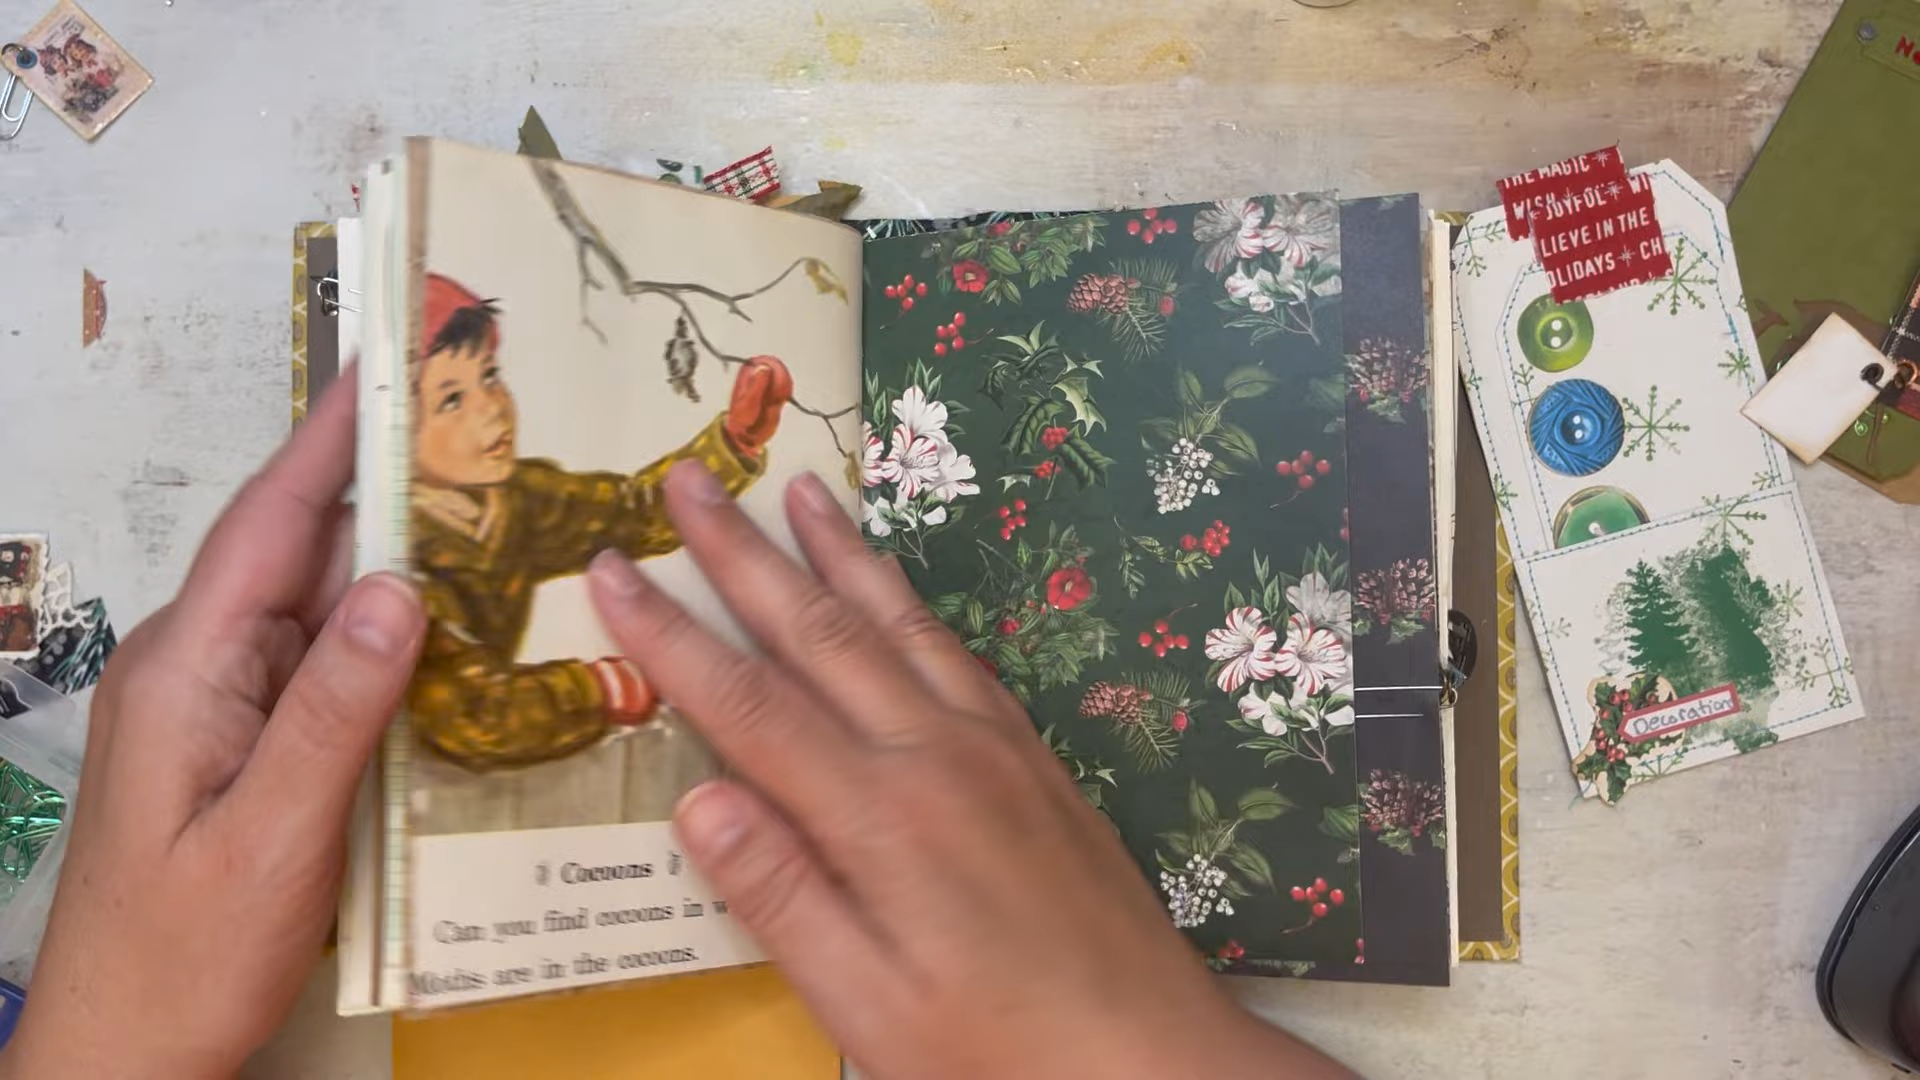 THE MAGIC
WISH JOYFUL WI
LIEVE IN THE
OLIDAYS CH
Decoration
Cocoons
Can you find cocoons in w
Moths are in the cocoons.